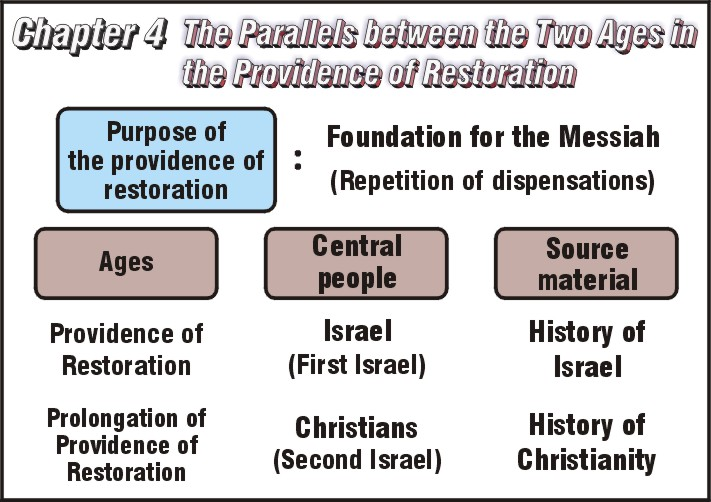 Chapter 4 The Parallels between the Two Ages in
the Providence of Restoration
Purpose of
the providence of
restoration
:
Foundation for the Messiah
(Repetition of dispensations)
Ages
Central
people
Source
material
Providence of
Restoration
Israel
(First Israel)
History of
Israel
Prolongation of
Providence of
Restoration
Christians
(Second Israel)
History of
Christianity